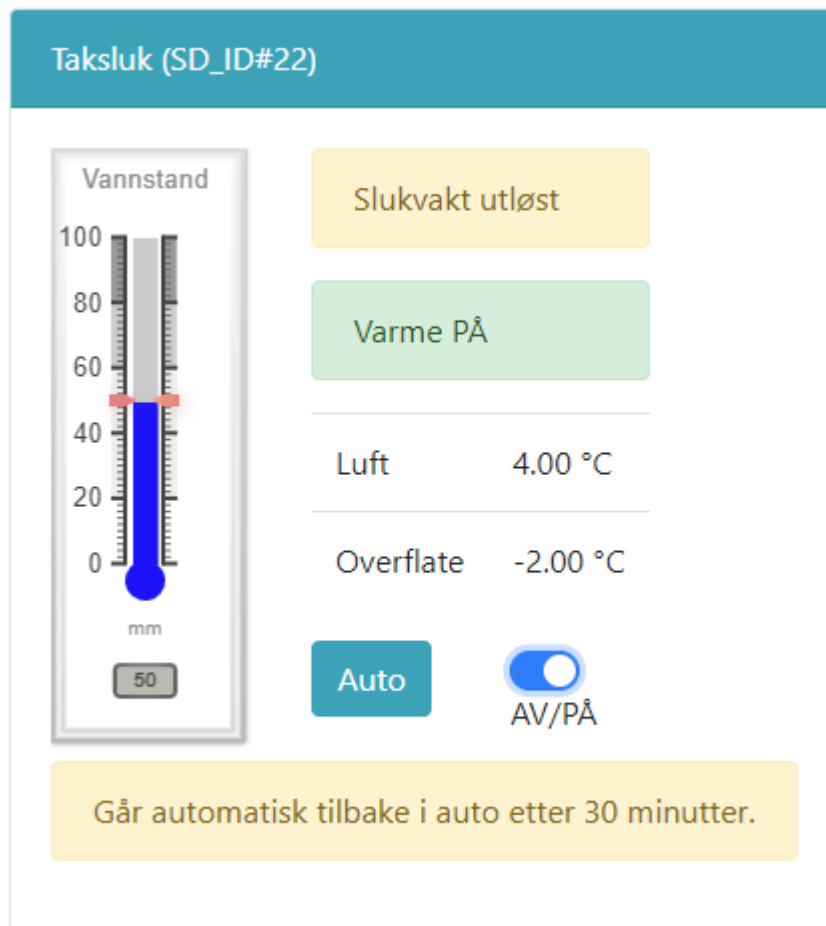 Taksluk (SD_ID#22)
Vannstand
100
80
60
40
20
0
mm
50
Slukvakt utløst
Varme PÅ
Luft 4.00 °C
Overflate -2.00 °C
Auto
AV/PÅ
Går automatisk tilbake i auto etter 30 minutter.